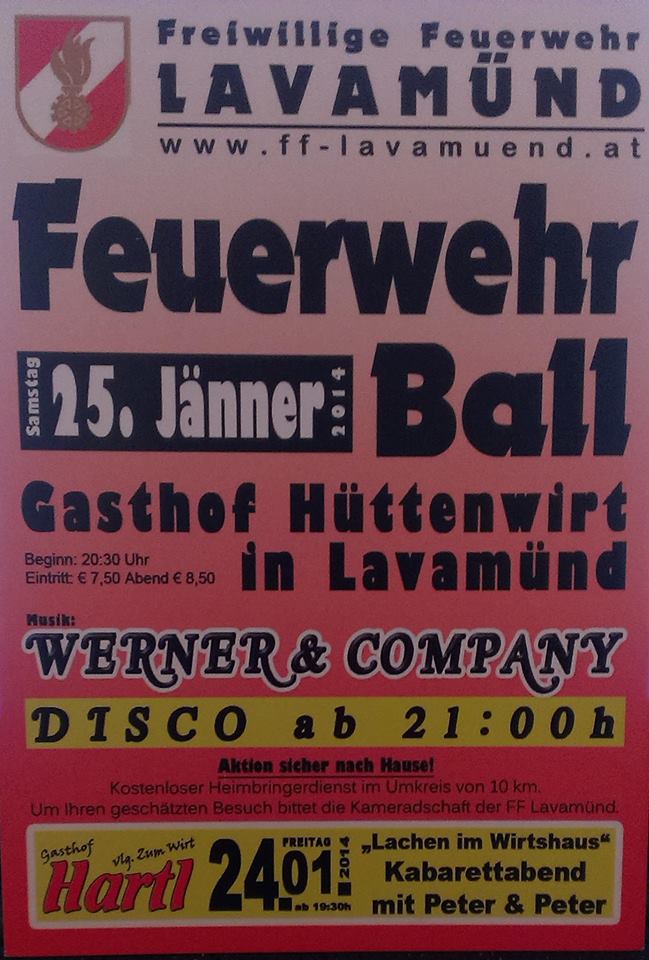 Freiwillige Feuerwehr
LAVAMÜND
www.ff-lavamuend.at
Feuerwehr
Samstag 25. Jänner 2014
Ball
Gasthof Hüttenwirt
in Lavamünd
Beginn: 20:30 Uhr
Eintritt: € 7,50 Abend € 8,50
Musik:
WERNER & COMPANY
DISCO ab 21:00h
Aktion sicher nach Hause!
Kostenloser Heimbringerdienst im Umkreis von 10 km.
Um Ihren geschätzten Besuch bittet die Kameradschaft der FF Lavamünd.
Gasthof vlg. Zum Wirt
Hartl
FREITAG
24.01.2014
ab 19:30h
„Lachen im Wirtshaus“
Kabarettabend
mit Peter & Peter